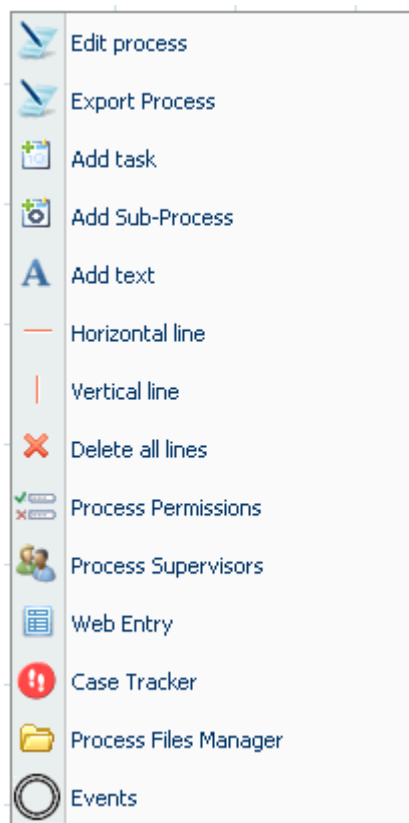 Edit process
Export Process
Add task
Add Sub-Process
Add text
Horizontal line
Vertical line
Delete all lines
Process Permissions
Process Supervisors
Web Entry
Case Tracker
Process Files Manager
Events